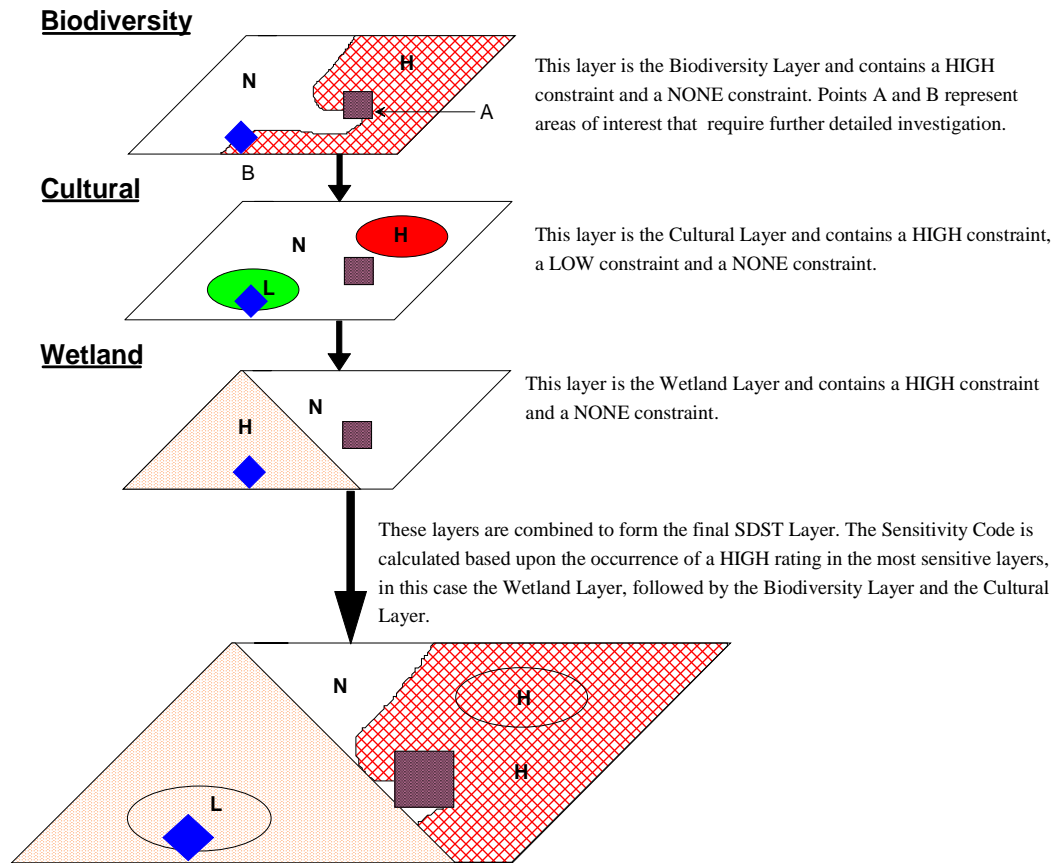 Biodiversity
N
H
This layer is the Biodiversity Layer and contains a HIGH
constraint and a NONE constraint. Points A and B represent
areas of interest that  require further detailed investigation.
A
B
Cultural
N
H
L
This layer is the Cultural Layer and contains a HIGH constraint,
a LOW constraint and a NONE constraint.
Wetland
N
H
This layer is the Wetland Layer and contains a HIGH constraint
and a NONE constraint.
These layers are combined to form the final SDST Layer. The Sensitivity Code is
calculated based upon the occurrence of a HIGH rating in the most sensitive layers,
in this case the Wetland Layer, followed by the Biodiversity Layer and the Cultural
Layer.
N
H
H
L